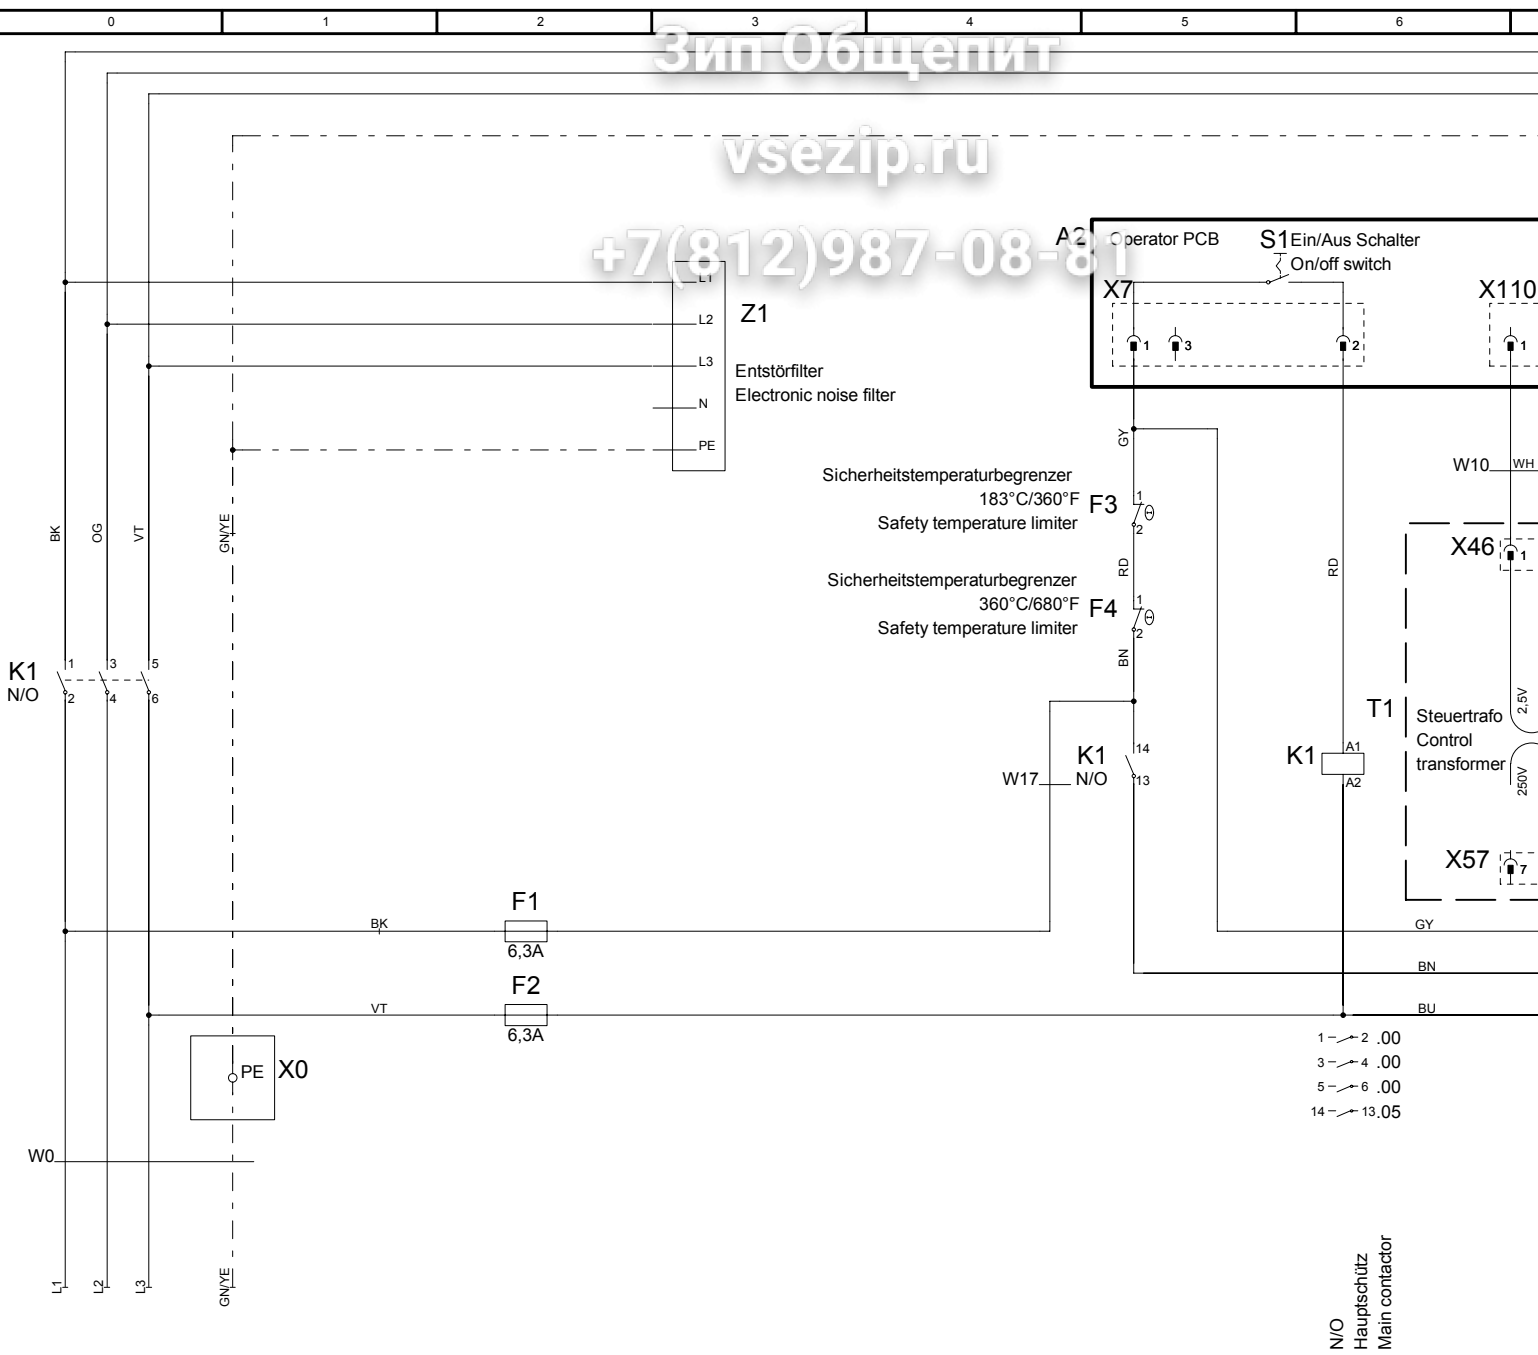 0 1 2 3 4 5 6
Зип Общепит
vsezip.ru
+7(812)987-08-81
A2 Operator PCB
S1 Ein/Aus Schalter
On/off switch
X7
X110
1 3 2 1
L1
L2
L3
N
PE
Z1
Entstörfilter
Electronic noise filter
GY
W10 WH
Sicherheitstemperaturbegrenzer
183°C/360°F
Safety temperature limiter
F3
1
2
BK OG VT GN/YE
X46 1
RD RD
Sicherheitstemperaturbegrenzer
360°C/680°F
Safety temperature limiter
F4
1
2
BN
K1
N/O
1 3 5
2 4 6
T1
Steuertrafo
Control
transformer
2,5V
250V
W17
K1
N/O
14
13
K1
A1
A2
X57 7
F1
BK
6,3A
GY
BN
F2
VT
6,3A
BU
1 2 .00
3 4 .00
5 6 .00
14 13 .05
PE X0
W0
L1 L2 L3 GN/YE
N/O
Hauptschütz
Main contactor